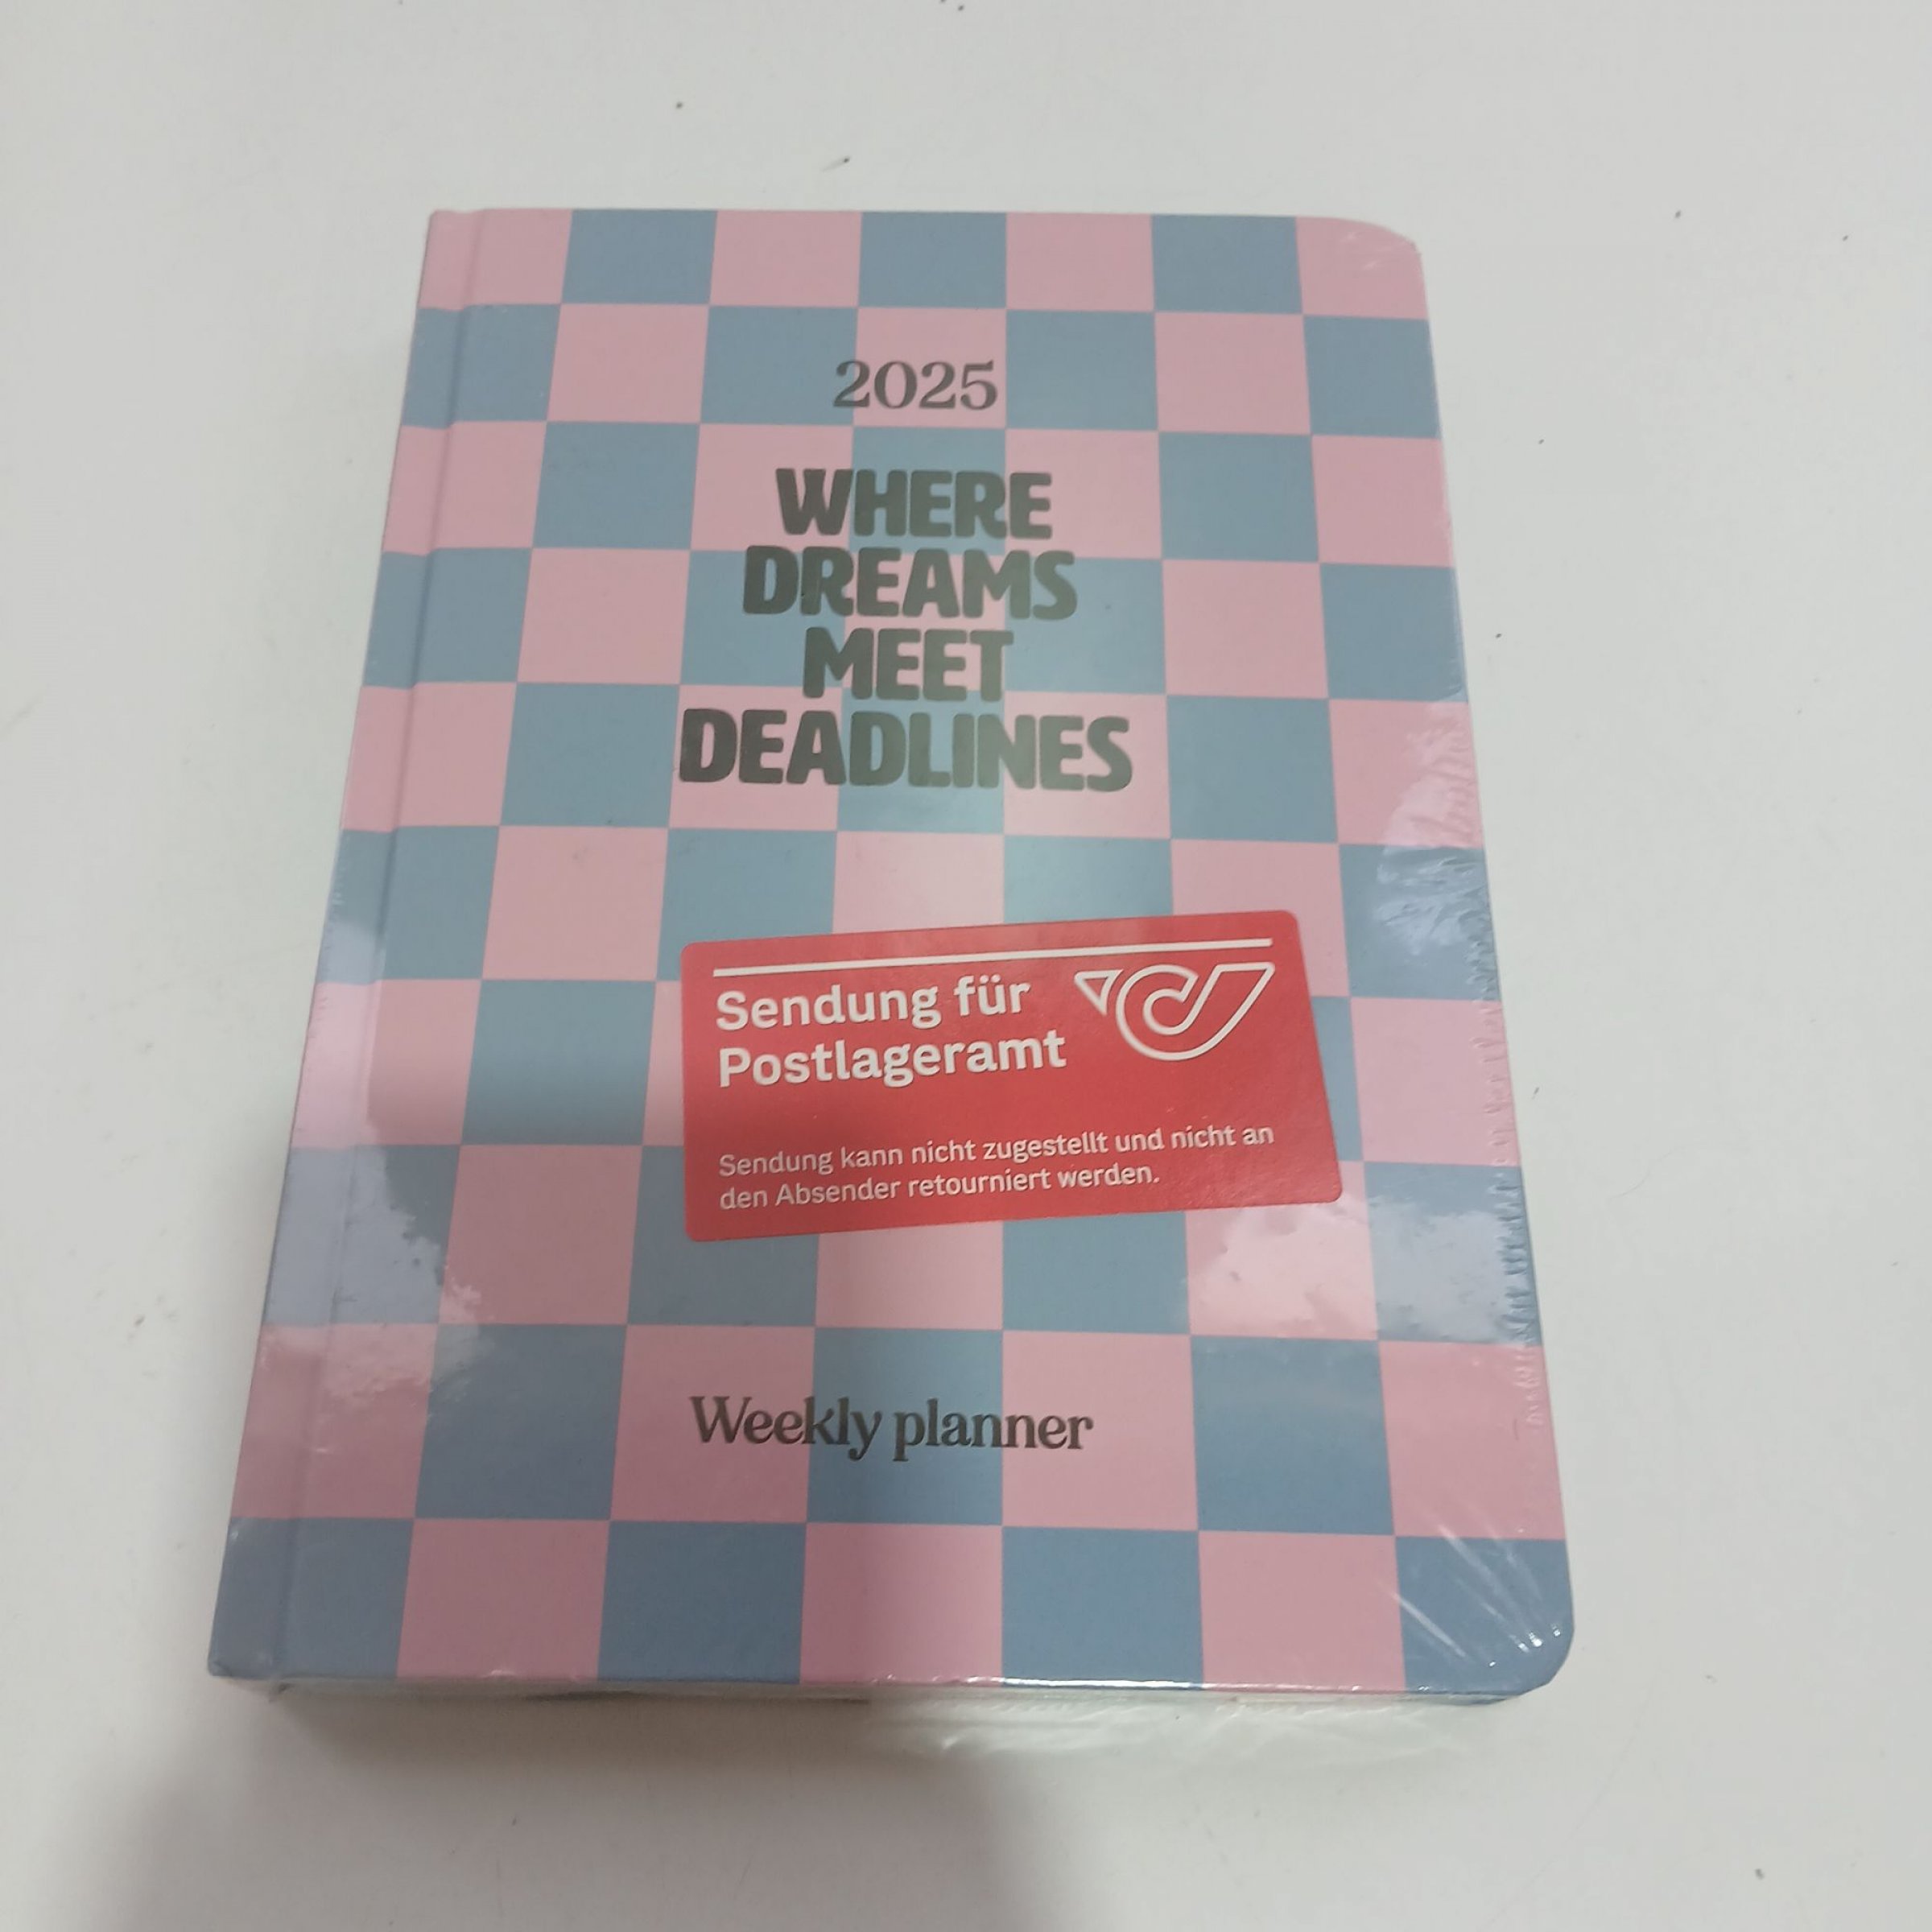 2025
WHERE
DREAMS
MEET
DEADLINES
Sendung für
Postlageramt
Sendung kann nicht zugestellt und nicht an
den Absender retourniert werden.
Weekly planner